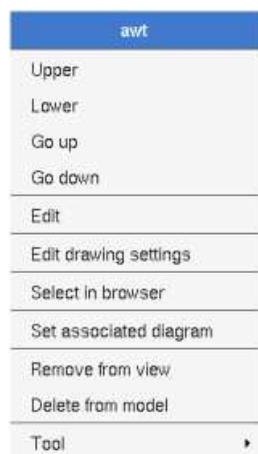 awt
Upper
Lower
Go up
Go down
Edit
Edit drawing settings
Select in browser
Set associated diagram
Remove from view
Delete from model
Tool